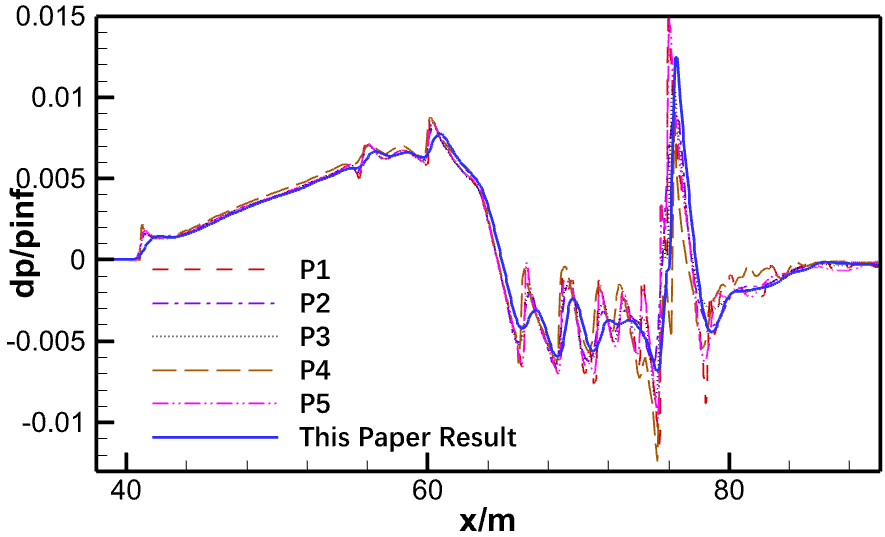 0.015
0.01
0.005
0
-0.005
-0.01
dp/pinf
P1
P2
P3
P4
P5
This Paper Result
40
60
80
x/m